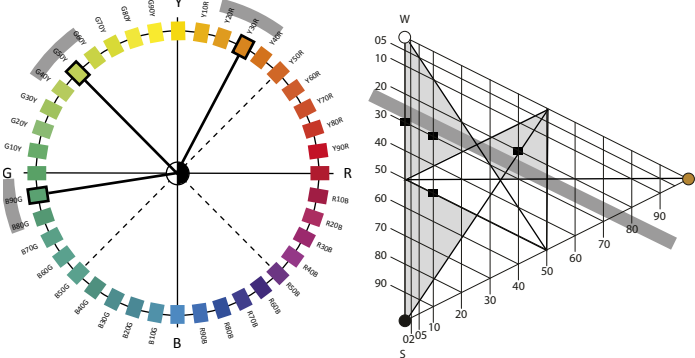 Y
Y10R
Y20R
Y30R
Y40R
Y50R
Y60R
Y70R
Y80R
Y90R
R
R10B
R20B
R30B
R40B
R50B
R60B
R70B
R80B
R90B
B
B10G
B20G
B30G
B40G
B50G
B60G
B70G
B80G
B90G
G
G10Y
G20Y
G30Y
G40Y
G50Y
G60Y
G70Y
G80Y
G90Y
W
05
10
20
30
40
50
60
70
80
90
02
05
10
20
30
40
50
60
70
80
90
S